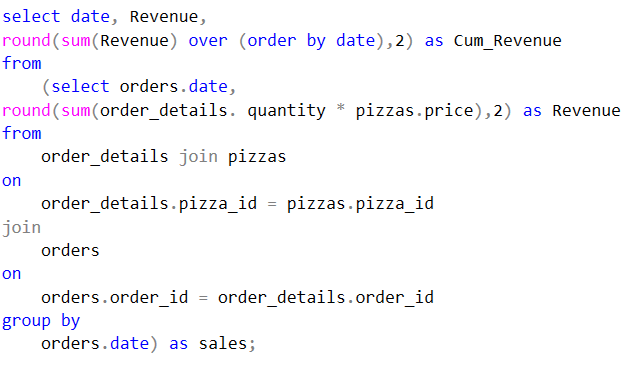 select date, Revenue,
round(sum(Revenue) over (order by date),2) as Cum_Revenue
from
    (select orders.date,
round(sum(order_details. quantity * pizzas.price),2) as Revenue
from
    order_details join pizzas
on
    order_details.pizza_id = pizzas.pizza_id
join
    orders
on
    orders.order_id = order_details.order_id
group by
    orders.date) as sales;